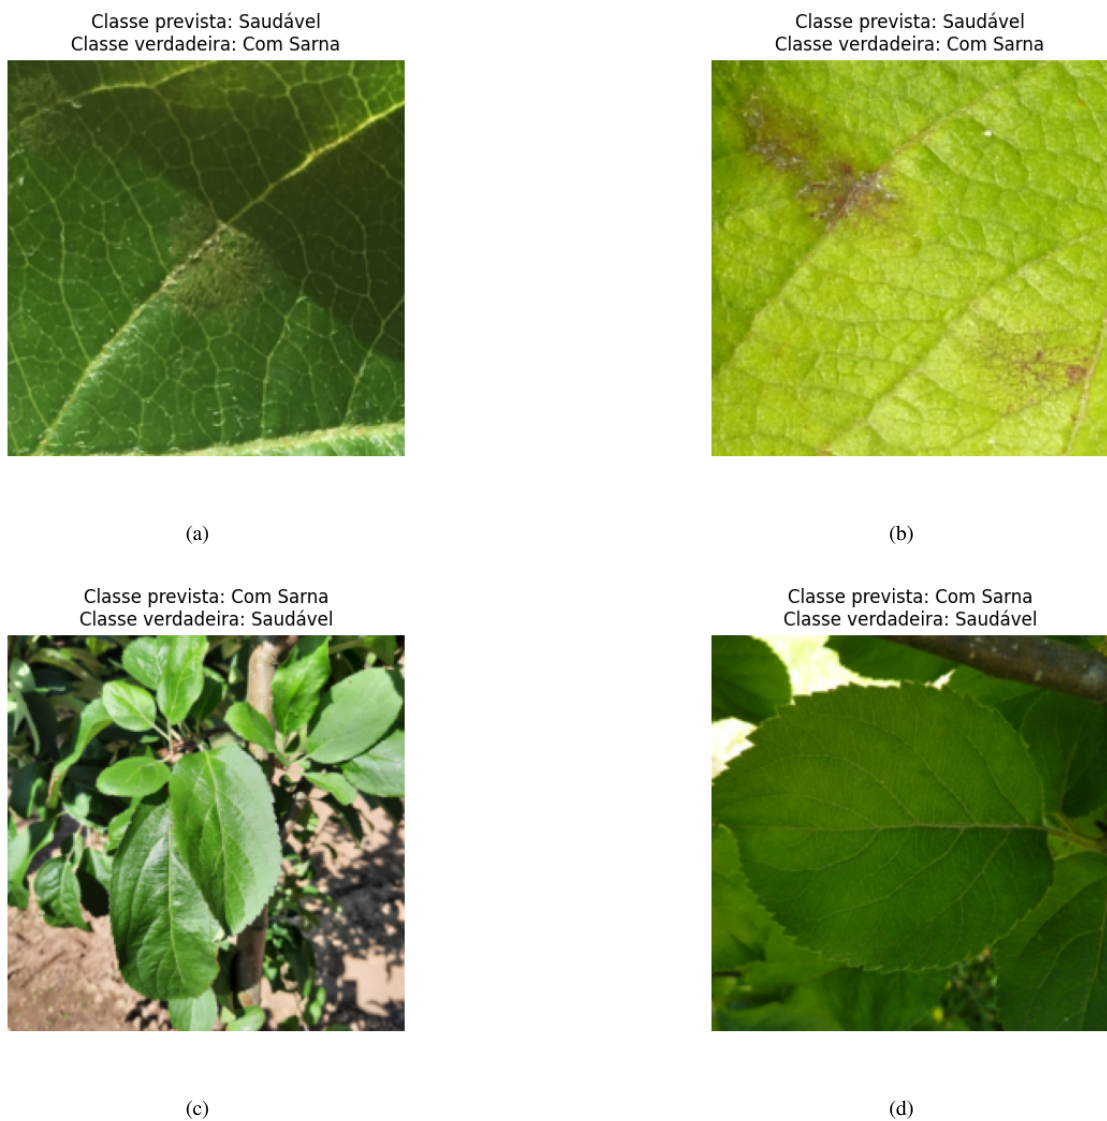 Classe prevista: Saudável
Classe verdadeira: Com Sarna
Classe prevista: Saudável
Classe verdadeira: Com Sarna
(a)
(b)
Classe prevista: Com Sarna
Classe verdadeira: Saudável
Classe prevista: Com Sarna
Classe verdadeira: Saudável
(c)
(d)